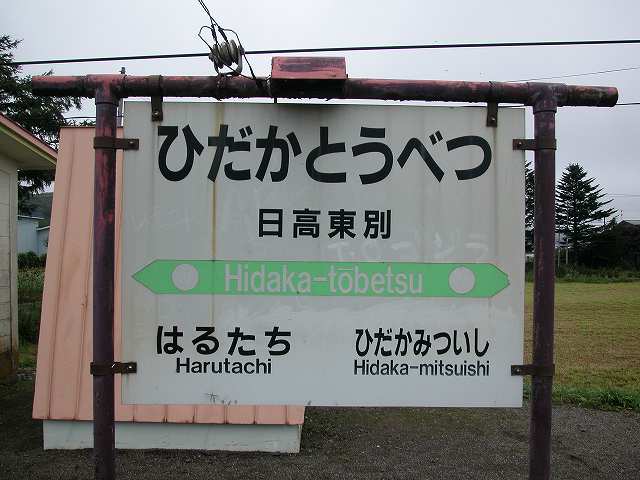 ひだかとうべつ
日高東別
Hidaka-tōbetsu
はるたち ひだかみついし
Harutachi Hidaka-mitsuishi